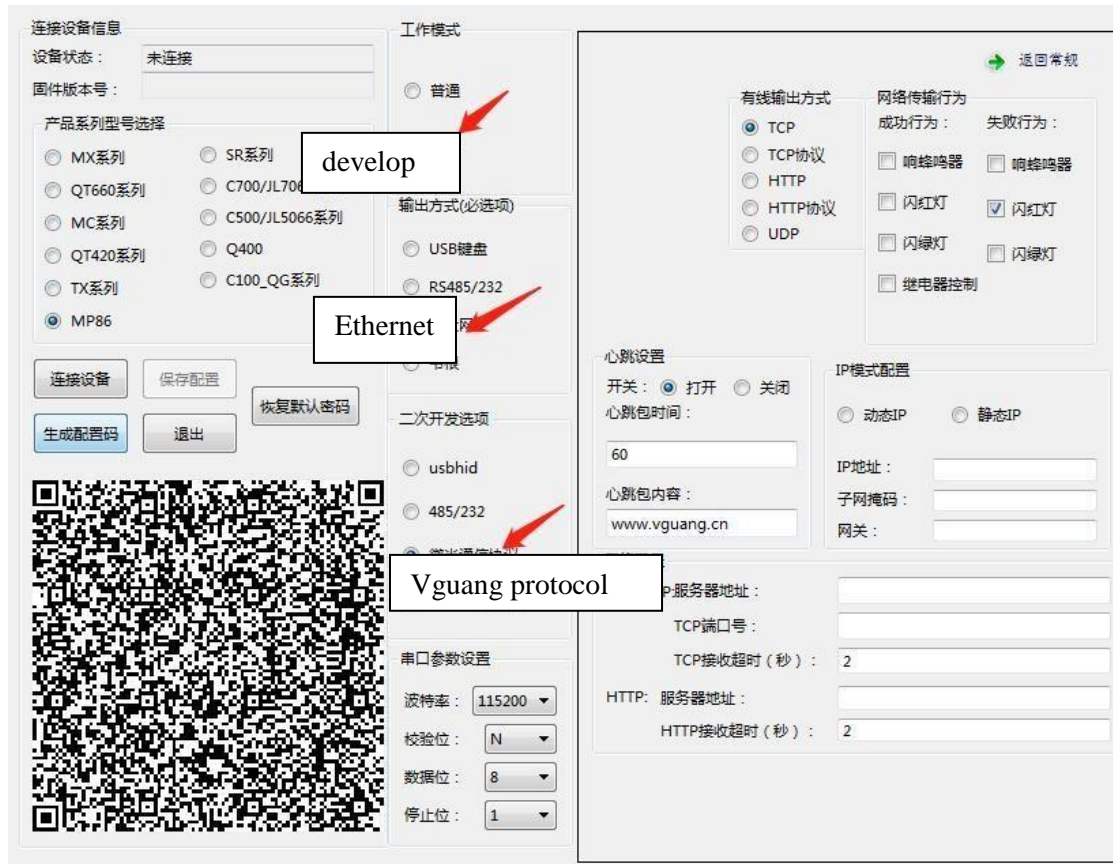 连接设备信息
设备状态： 未连接
固件版本号：
产品系列型号选择
MX系列
SR系列
QT660系列
C700/JL706
MC系列
C500/JL5066系列
QT420系列
Q400
TX系列
C100_QG系列
MP86
连接设备
保存配置
恢复默认密码
生成配置码
退出
工作模式
普通
develop
输出方式(必选项)
USB键盘
RS485/232
Ethernet
二次开发选项
usbhid
485/232
Vguang protocol
串口参数设置
波特率： 115200
校验位： N
数据位： 8
停止位： 1
返回常规
有线输出方式
TCP
TCP协议
HTTP
HTTP协议
UDP
网络传输行为
成功行为： 失败行为：
响蜂鸣器 响蜂鸣器
闪红灯 闪红灯
闪绿灯 闪绿灯
继电器控制
心跳设置
开关： 打开 关闭
心跳包时间：
60
心跳包内容：
www.vguang.cn
IP模式配置
动态IP 静态IP
IP地址：
子网掩码：
网关：
P:服务器地址：
TCP端口号：
TCP接收超时（秒）： 2
HTTP: 服务器地址：
HTTP接收超时（秒）： 2